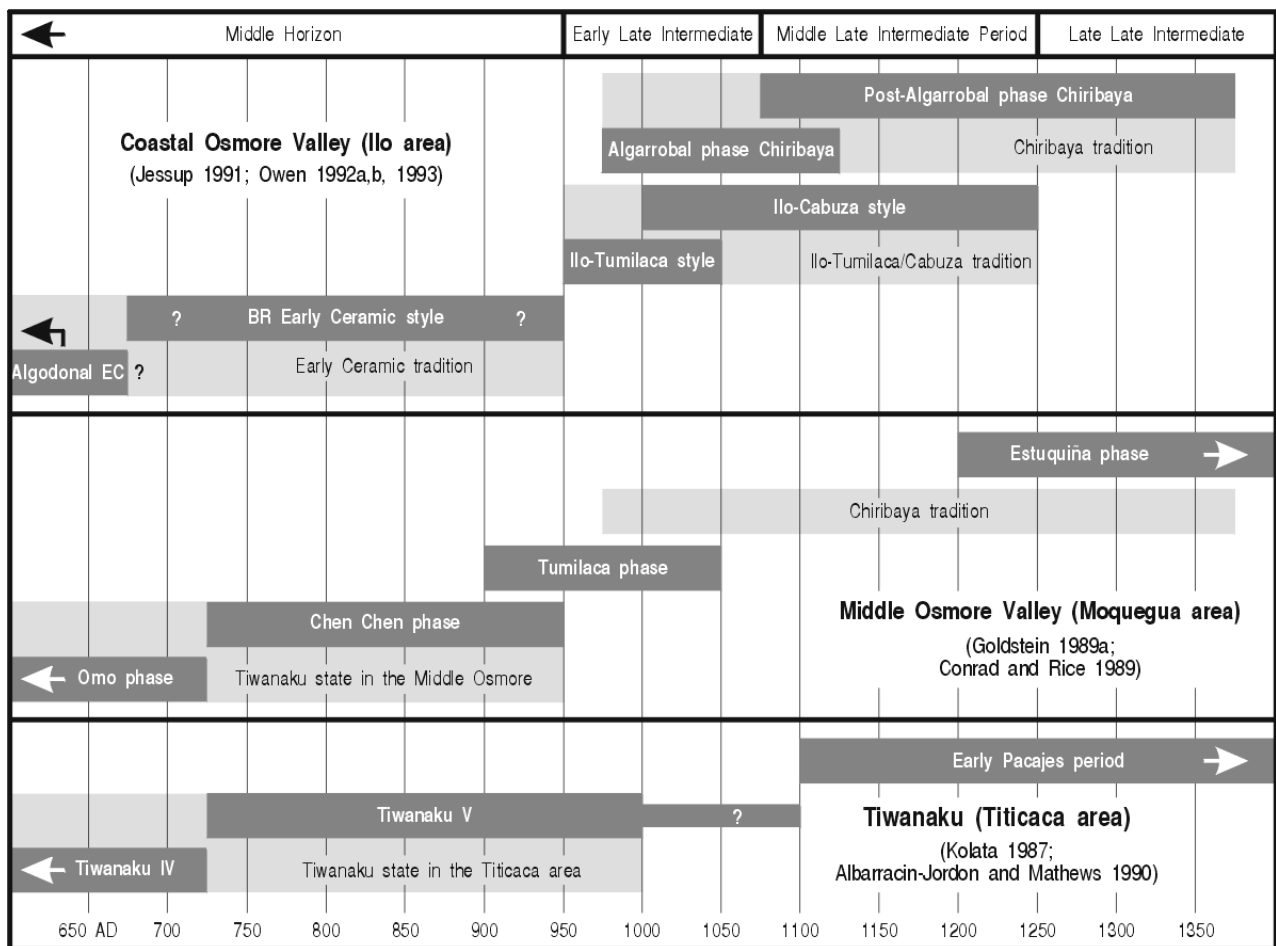 Middle Horizon
Early Late Intermediate
Middle Late Intermediate Period
Late Late Intermediate
Post-Algarrobal phase Chiribaya
Coastal Osmore Valley (Ilo area)
(Jessup 1991; Owen 1992a,b, 1993)
Algarrobal phase Chiribaya
Chiribaya tradition
Ilo-Cabuza style
Ilo-Tumilaca style
Ilo-Tumilaca/Cabuza tradition
? BR Early Ceramic style ?
Algodonal EC ?
Early Ceramic tradition
Estuquiña phase
Chiribaya tradition
Tumilaca phase
Chen Chen phase
Middle Osmore Valley (Moquegua area)
(Goldstein 1989a;
Conrad and Rice 1989)
Omo phase
Tiwanaku state in the Middle Osmore
Early Pacajes period
Tiwanaku V
?
Tiwanaku (Titicaca area)
(Kolata 1987;
Albarracin-Jordon and Mathews 1990)
Tiwanaku IV
Tiwanaku state in the Titicaca area
650 AD 700 750 800 850 900 950 1000 1050 1100 1150 1200 1250 1300 1350